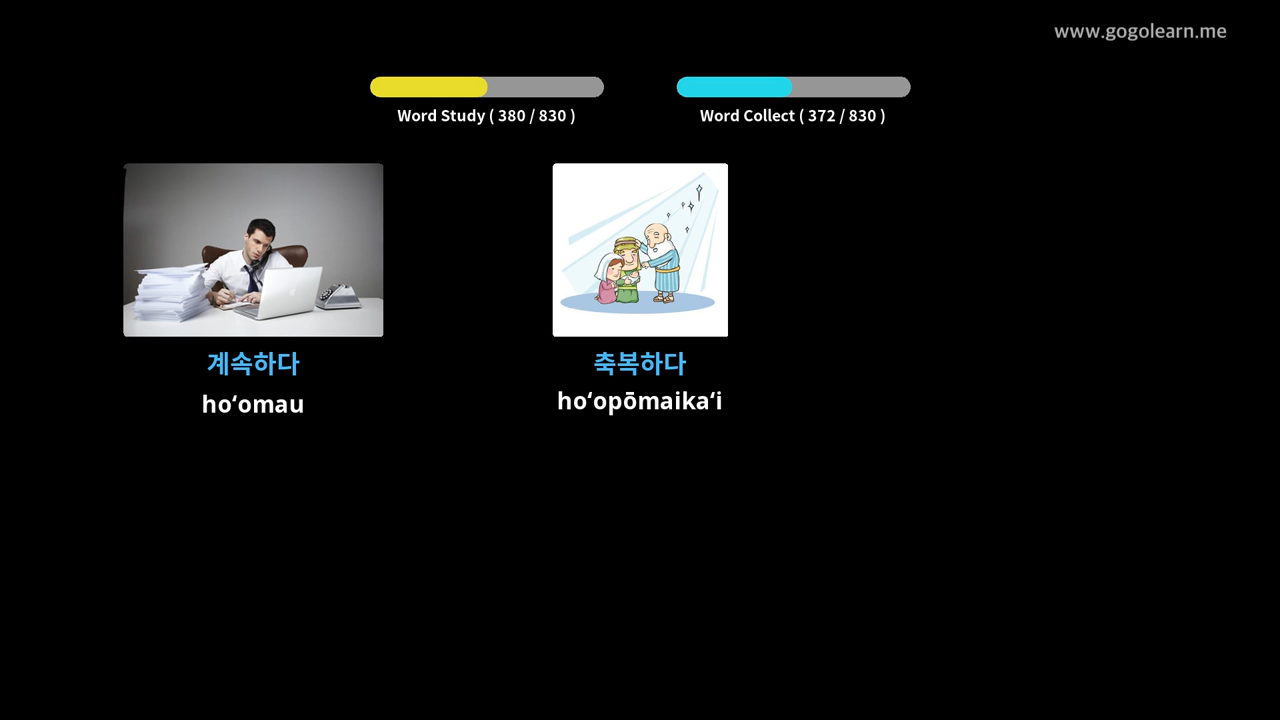 www.gogolearn.me
Word Study ( 380 / 830 )
Word Collect ( 372 / 830 )
계속하다
hoʻomau
축복하다
hoʻopōmaikaʻi